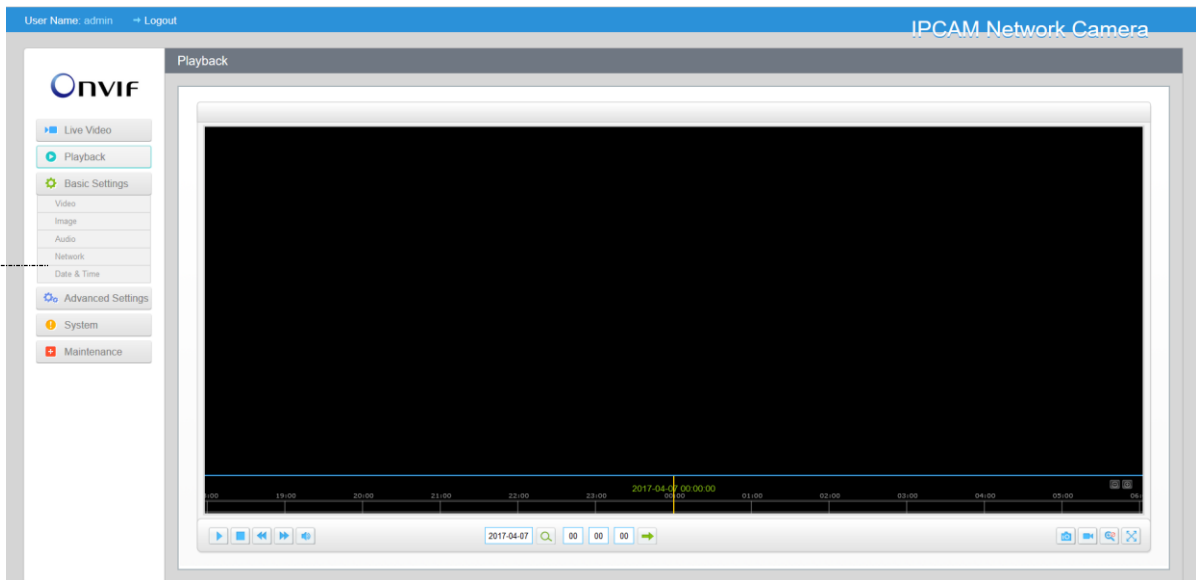 User Name: admin → Logout
IPCAM Network Camera
ONVIF
Playback
Live Video
Playback
Basic Settings
Video
Image
Audio
Network
Date & Time
Advanced Settings
System
Maintenance
2017-04-07 00:00:00
:00 19:00 20:00 21:00 22:00 23:00 00:00 01:00 02:00 03:00 04:00 05:00 06:
2017-04-07 00 00 00